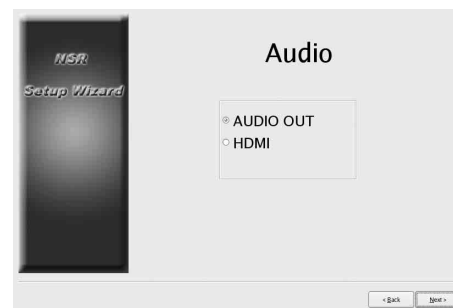 NSR
Setup Wizard
Audio
AUDIO OUT
HDMI
< Back
Next >